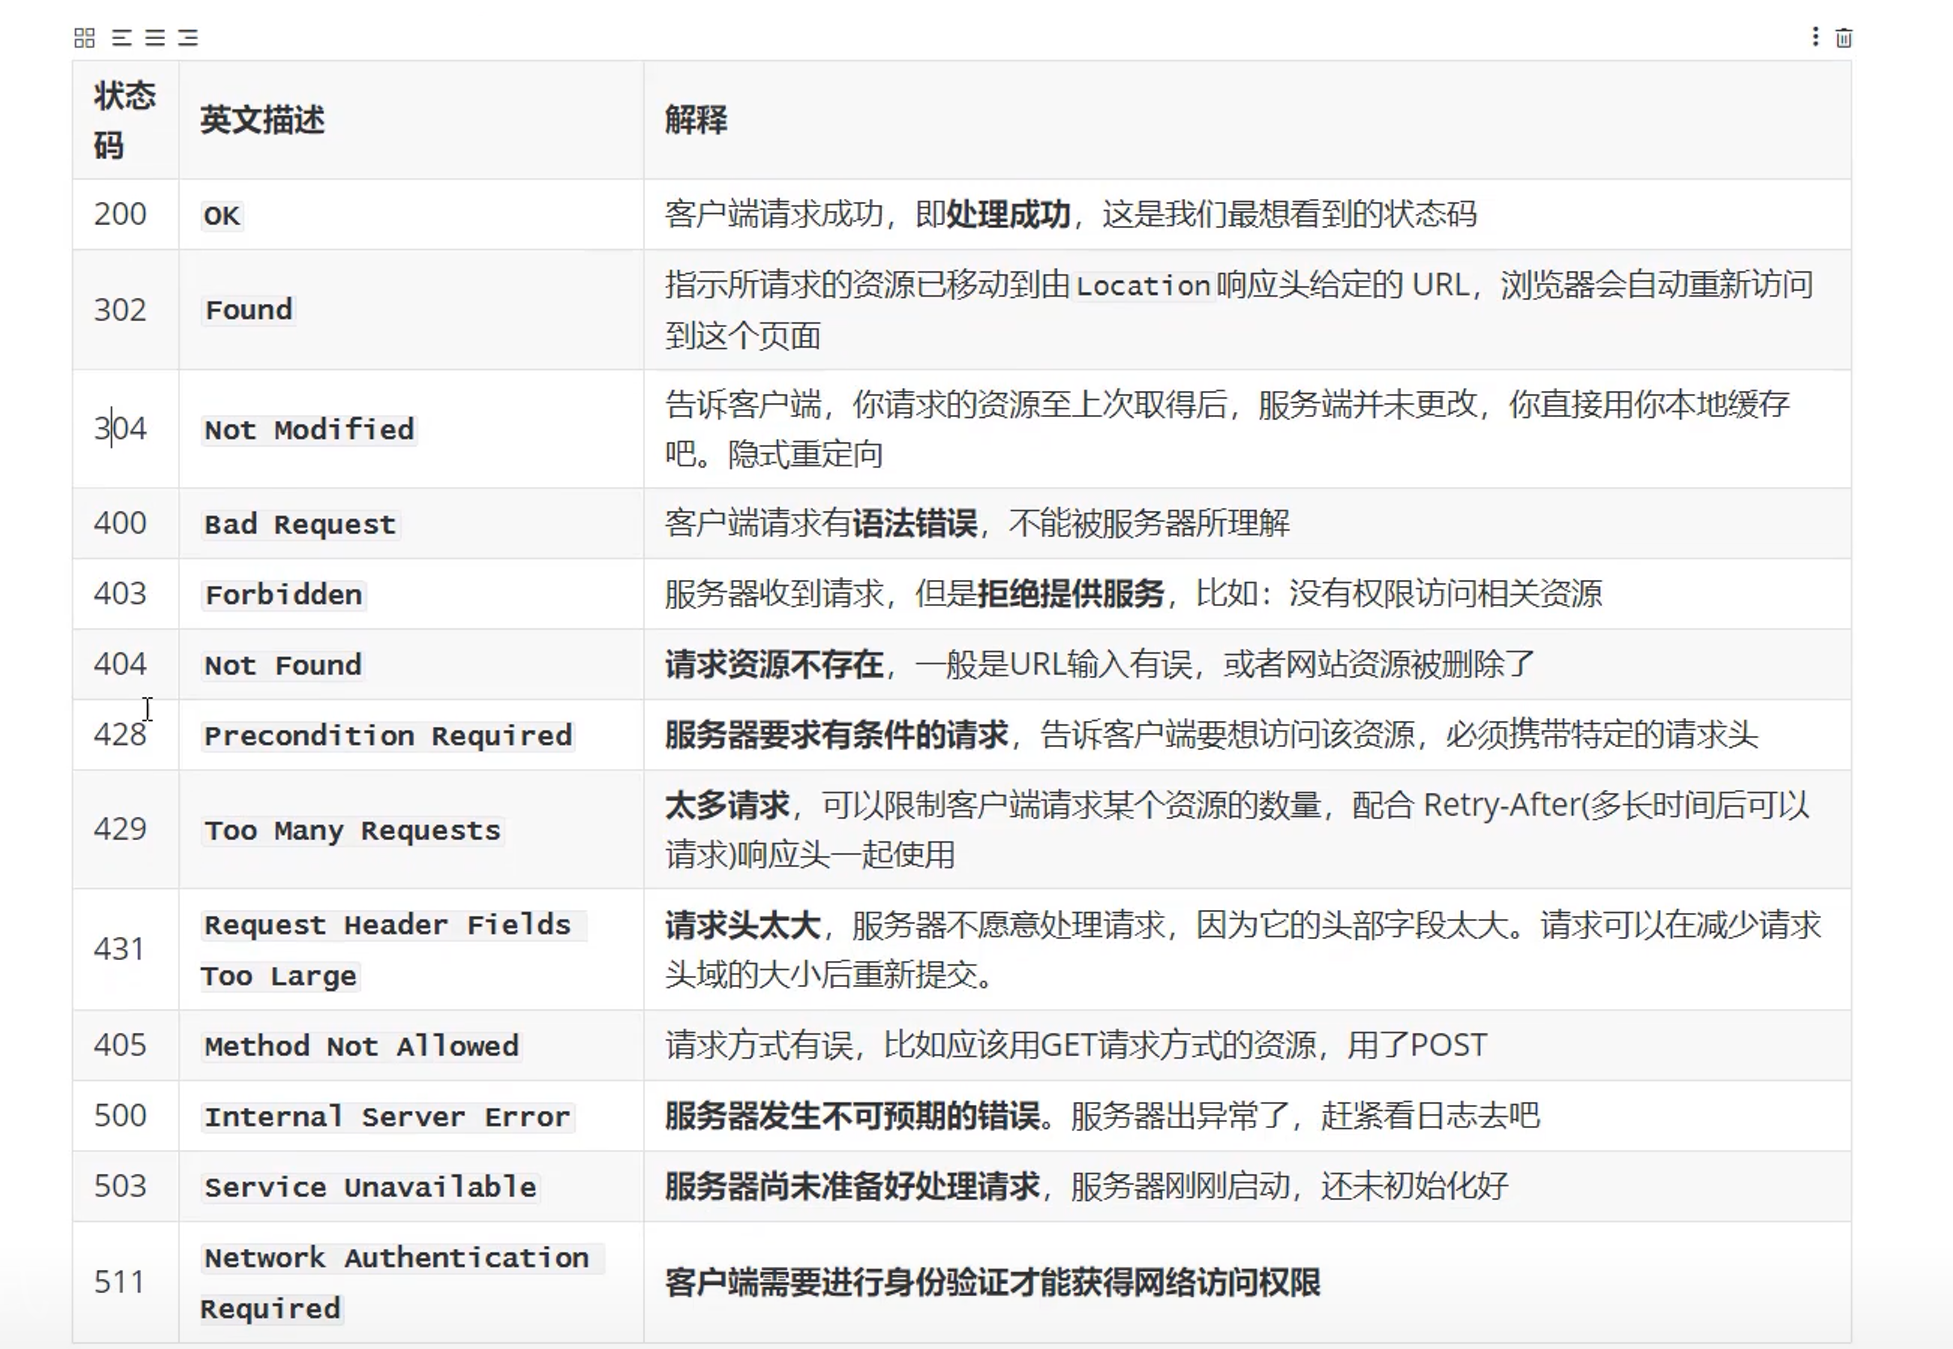 状态
码
英文描述
解释
200
OK
客户端请求成功，即处理成功，这是我们最想看到的状态码
302
Found
指示所请求的资源已移动到由Location响应头给定的 URL，浏览器会自动重新访问
到这个页面
304
Not Modified
告诉客户端，你请求的资源至上次取得后，服务端并未更改，你直接用你本地缓存
吧。隐式重定向
400
Bad Request
客户端请求有语法错误，不能被服务器所理解
403
Forbidden
服务器收到请求，但是拒绝提供服务，比如：没有权限访问相关资源
404
Not Found
请求资源不存在，一般是URL输入有误，或者网站资源被删除了
428
Precondition Required
服务器要求有条件的请求，告诉客户端要想访问该资源，必须携带特定的请求头
429
Too Many Requests
太多请求，可以限制客户端请求某个资源的数量，配合 Retry-After(多长时间后可以
请求)响应头一起使用
431
Request Header Fields
Too Large
请求头太大，服务器不愿意处理请求，因为它的头部字段太大。请求可以在减少请求
头域的大小后重新提交。
405
Method Not Allowed
请求方式有误，比如应该用GET请求方式的资源，用了POST
500
Internal Server Error
服务器发生不可预期的错误。服务器出异常了，赶紧看日志去吧
503
Service Unavailable
服务器尚未准备好处理请求，服务器刚刚启动，还未初始化好
511
Network Authentication
Required
客户端需要进行身份验证才能获得网络访问权限